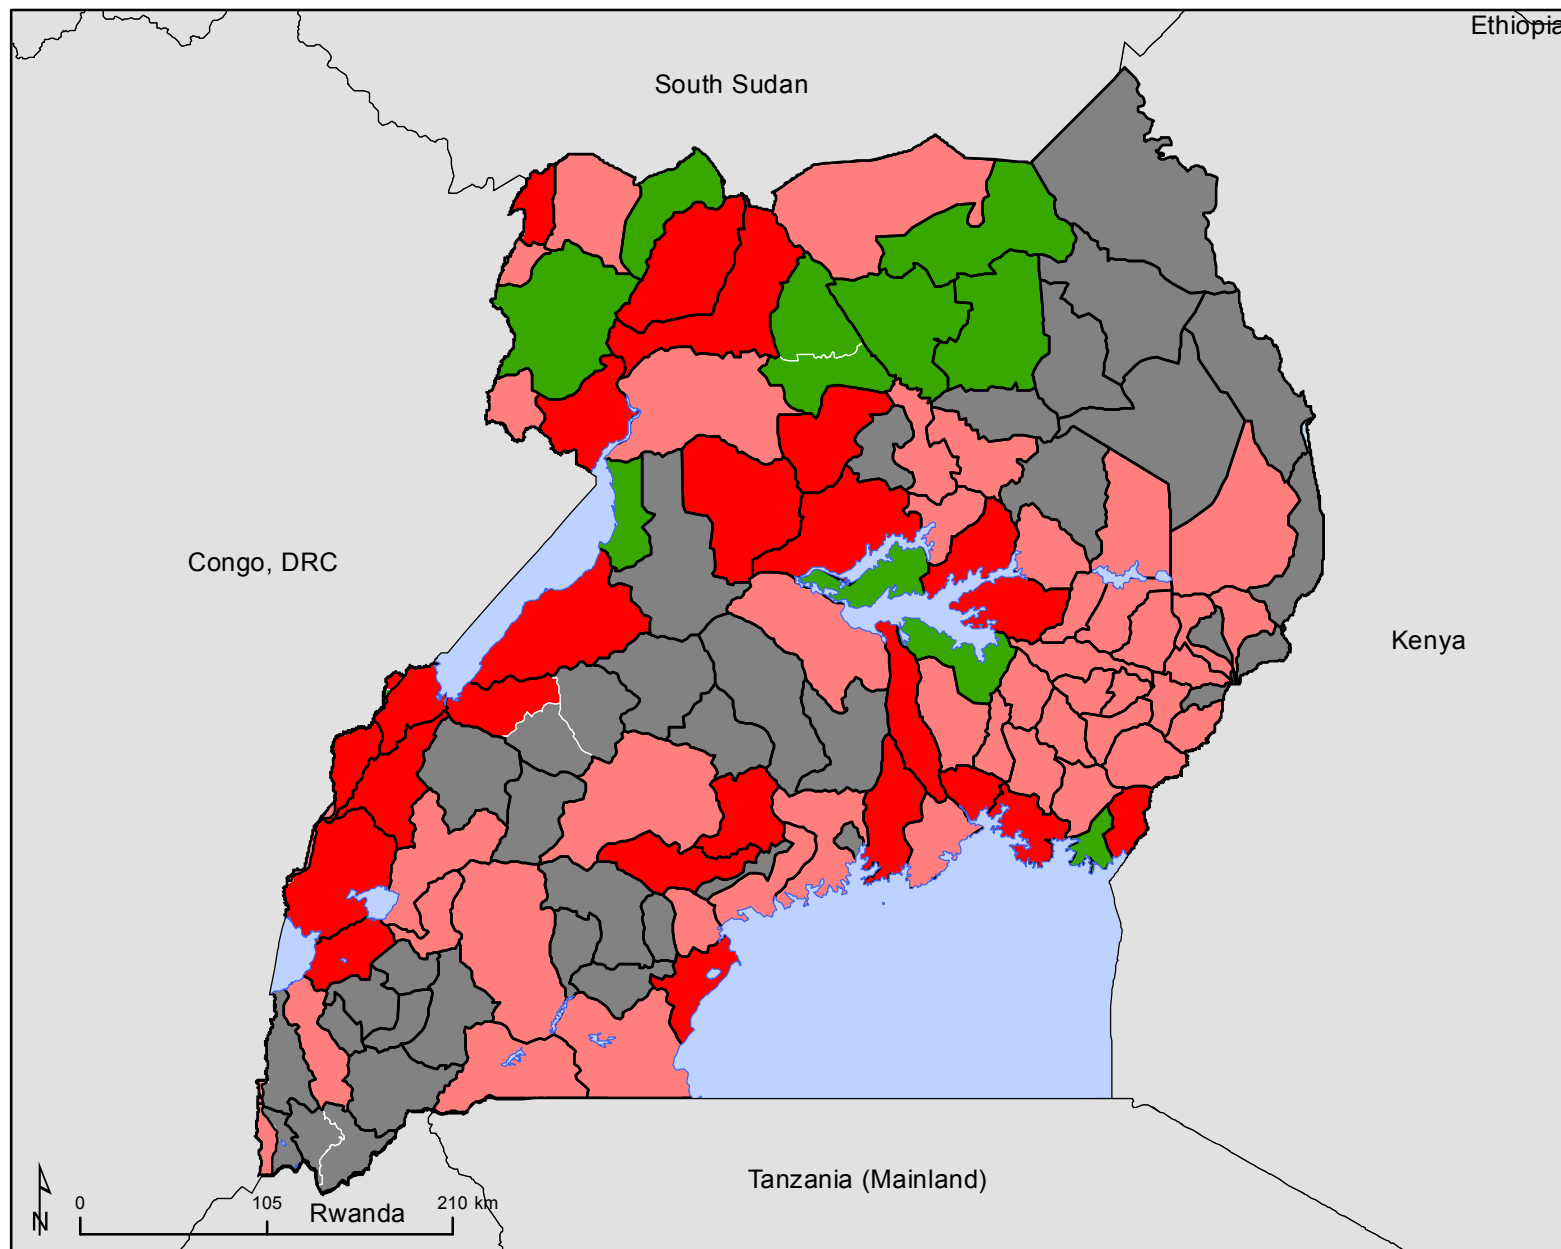 Ethiopia
South Sudan
Congo, DRC
Kenya
Tanzania (Mainland)
N
0 105 210 km
Rwanda